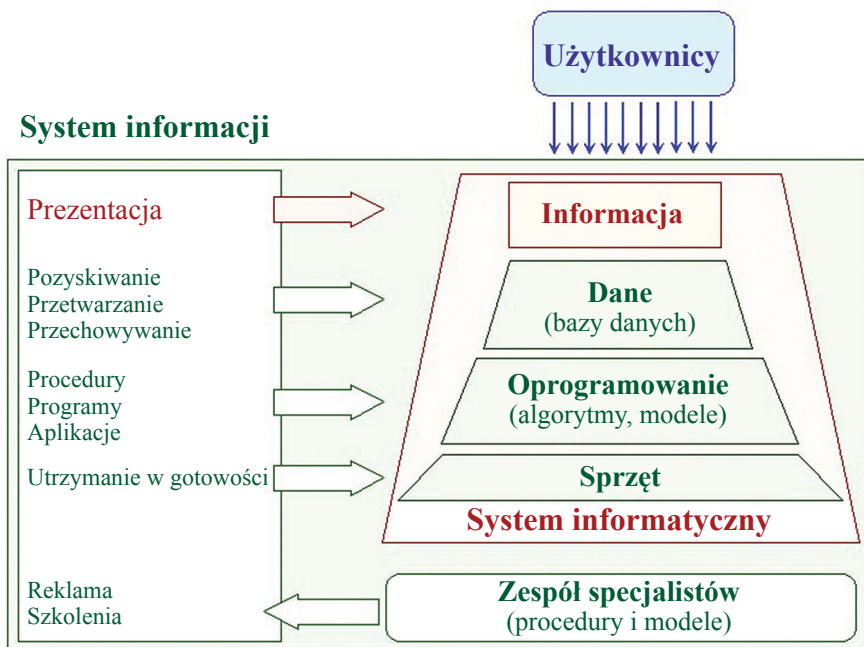 Użytkownicy
System informacji
Prezentacja
Informacja
Pozyskiwanie
Przetwarzanie
Przechowywanie
Dane
(bazy danych)
Procedury
Programy
Aplikacje
Oprogramowanie
(algorytmy, modele)
Utrzymanie w gotowości
Sprzęt
System informatyczny
Reklama
Szkolenia
Zespół specjalistów
(procedury i modele)